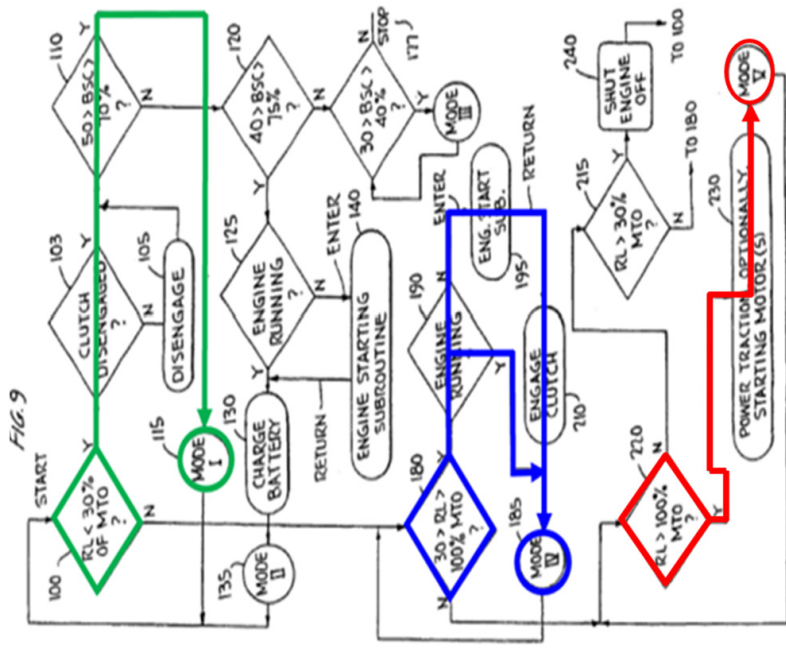 FIG. 9
START
100
RL < 30%
OF MTO
?
Y
N
103
CLUTCH
DISENGAGED
?
Y
N
105
DISENGAGE
110
50 > BSC >
70%
?
Y
N
115
MODE
I
120
40 > BSC >
75%
?
Y
N
30 > BSC >
40%
?
N
STOP
177
Y
MODE
III
125
ENGINE
RUNNING
?
Y
N
ENTER
130
CHARGE
BATTERY
135
MODE
II
140
ENGINE STARTING
SUBROUTINE
RETURN
180
30 > RL >
100% MTO
?
Y
N
185
MODE
IV
190
ENGINE
RUNNING
?
N
Y
ENTER
ENG. START
SUB.
195
RETURN
ENGAGE
CLUTCH
210
220
RL > 100%
MTO
?
N
Y
215
RL > 30%
MTO
?
Y
N
TO 180
240
SHUT
ENGINE
OFF
TO 100
230
POWER TRACTION, OPTIONALLY,
STARTING MOTOR(S)
MODE
V